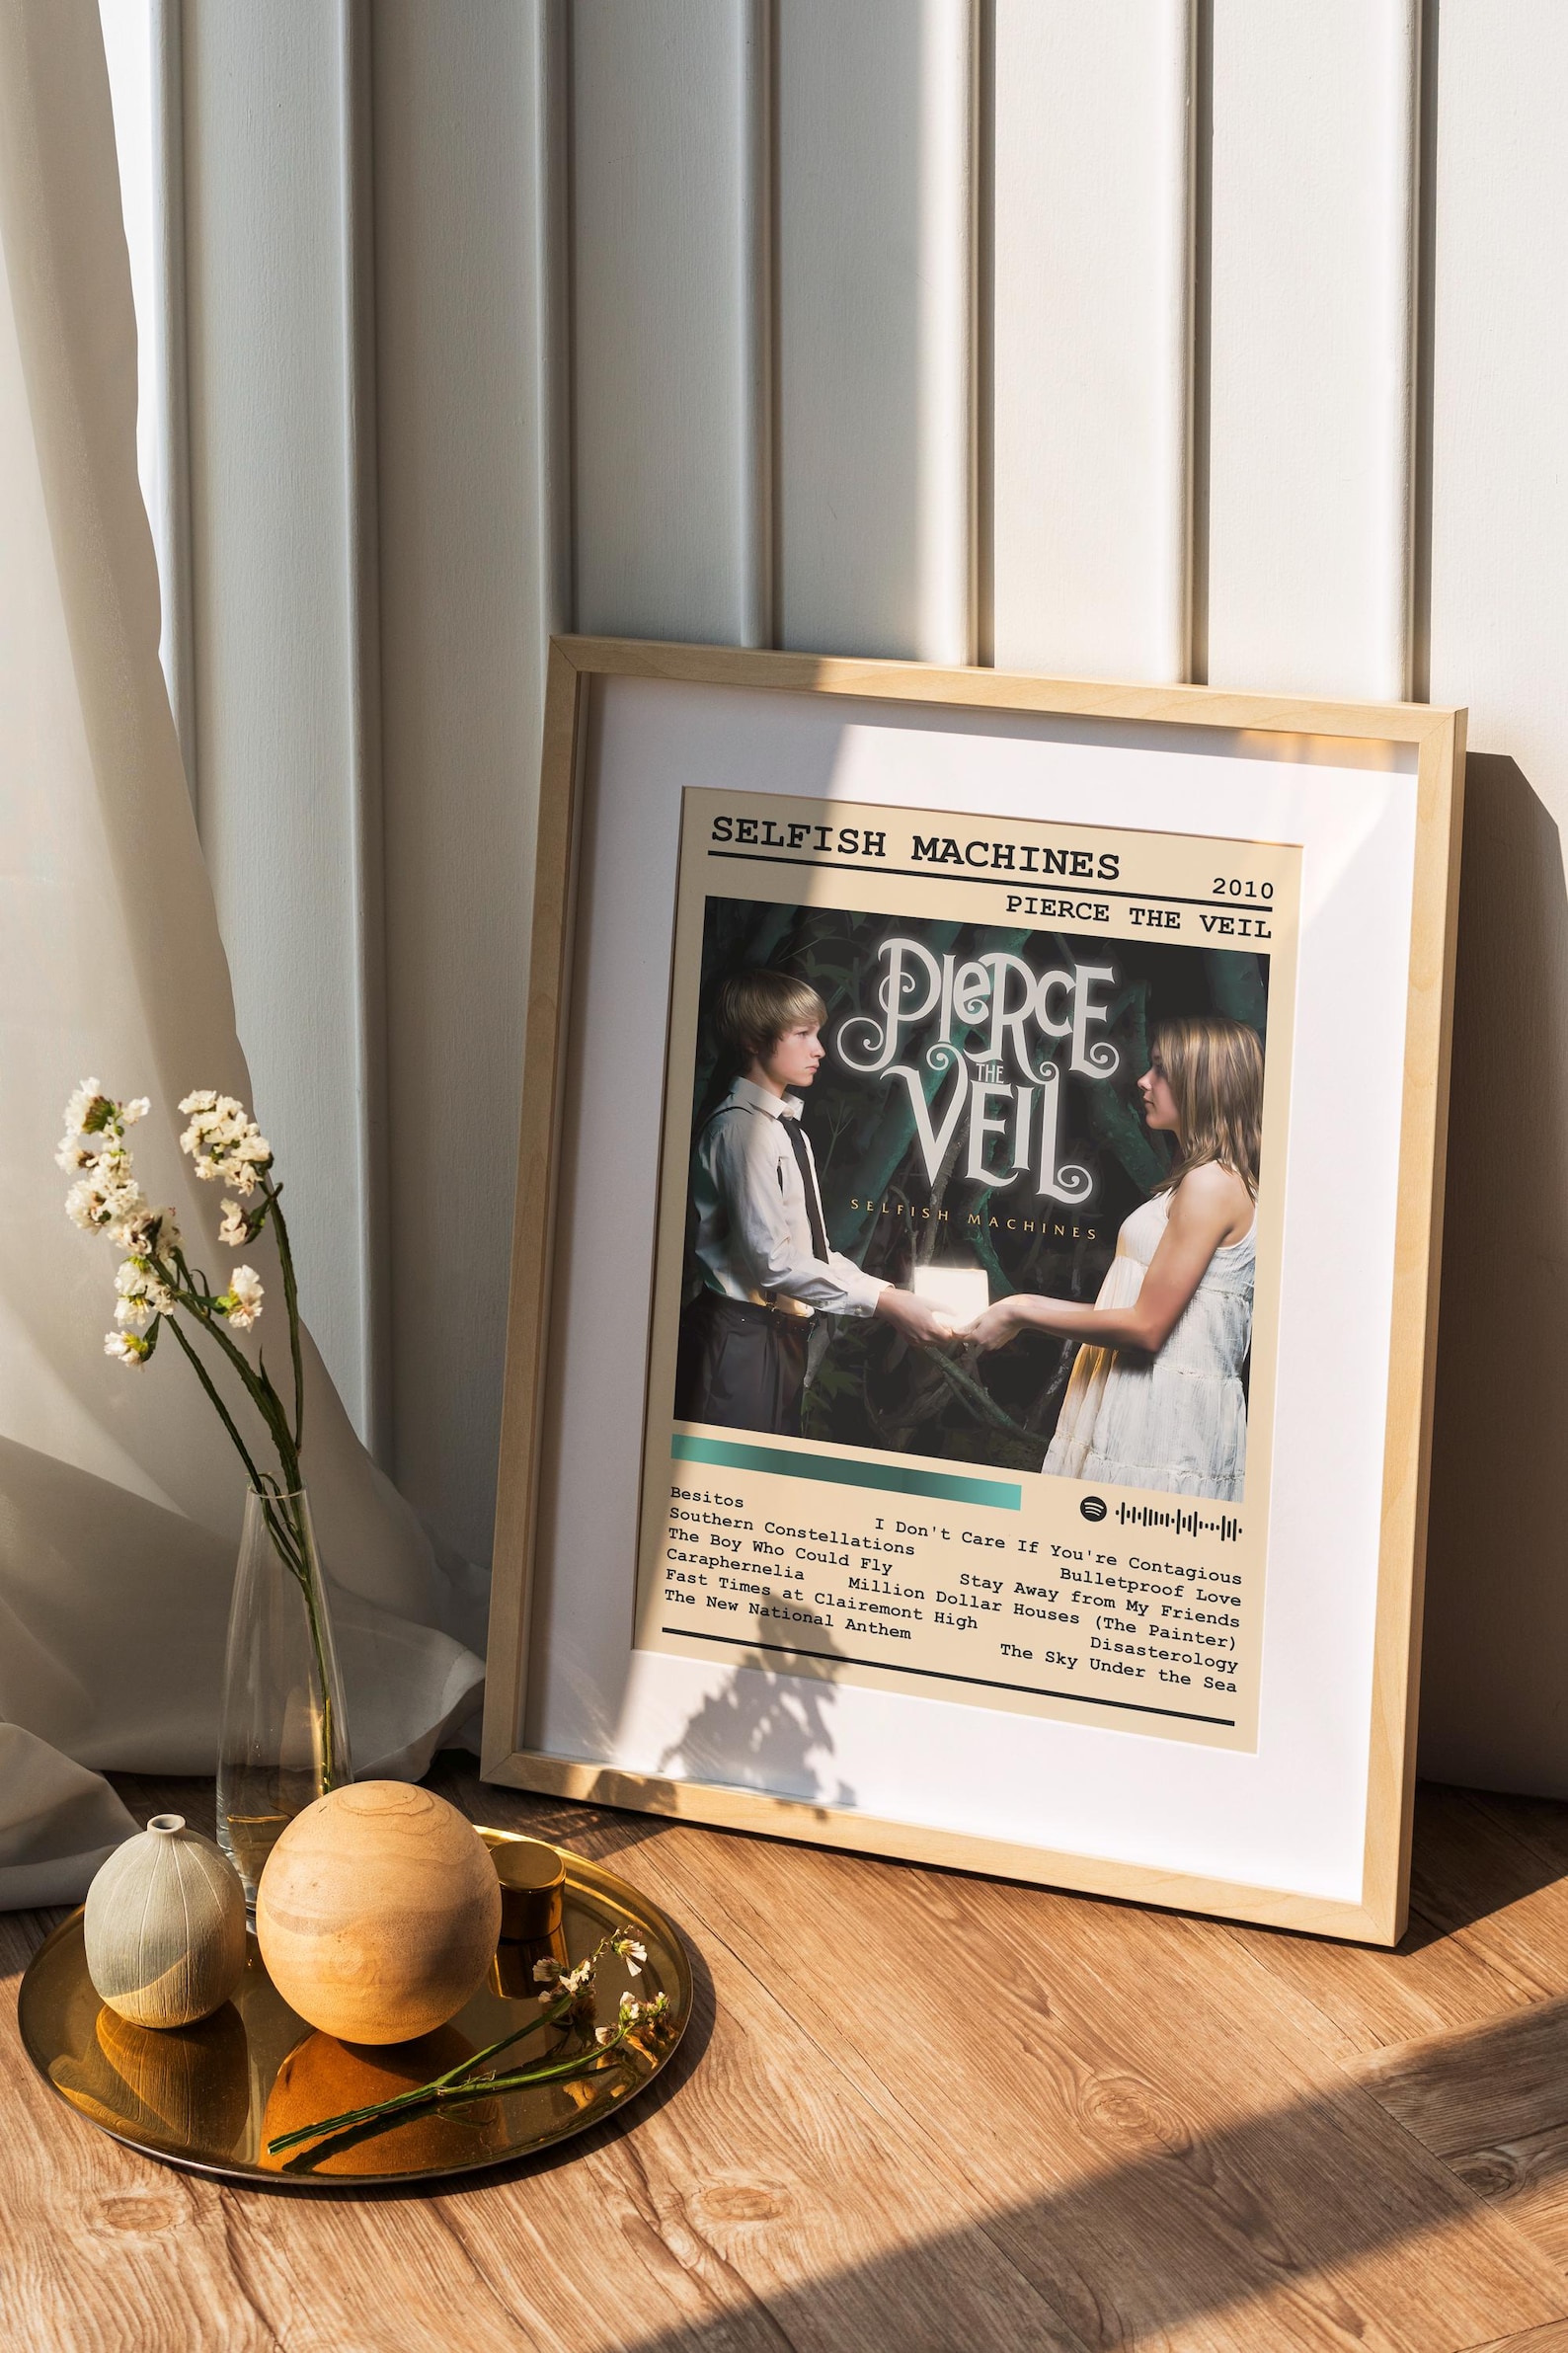 SELFISH MACHINES
2010
PIERCE THE VEIL
PIERCE
THE
VEIL
SELFISH MACHINES
Besitos
Southern Constellations
The Boy Who Could Fly
Caraphernelia
Fast Times at Clairemont High
The New National Anthem
I Don't Care If You're Contagious
Bulletproof Love
Stay Away from My Friends
Million Dollar Houses (The Painter)
Disasterology
The Sky Under the Sea